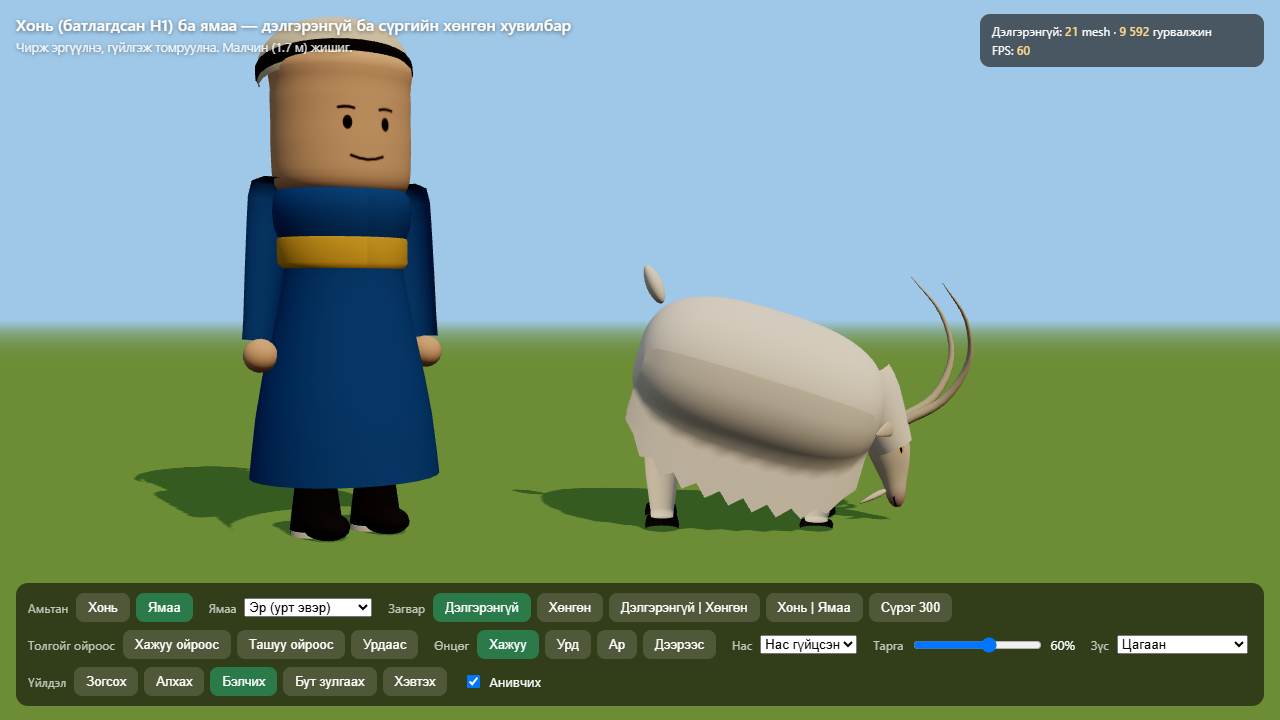 Хонь (батлагдсан H1) ба ямаа — дэлгэрэнгүй ба сүргийн хөнгөн хувилбар
Чирж эргүүлнэ, гүйлгэж томруулна. Малчин (1.7 м) жишиг.
Дэлгэрэнгүй: 21 mesh · 9 592 гурвалжин
FPS: 60
Амьтан Хонь Ямаа Ямаа Эр (урт эвэр) Загвар Дэлгэрэнгүй Хөнгөн Дэлгэрэнгүй | Хөнгөн Хонь | Ямаа Сүрэг 300
Толгойг ойроос Хажуу ойроос Ташуу ойроос Урдаас Өнцөг Хажуу Урд Ар Дээрээс Нас Нас гүйцсэн Тарга 60% Зүс Цагаан
Үйлдэл Зогсох Алхах Бэлчих Бут зулгаах Хэвтэх Анивчих